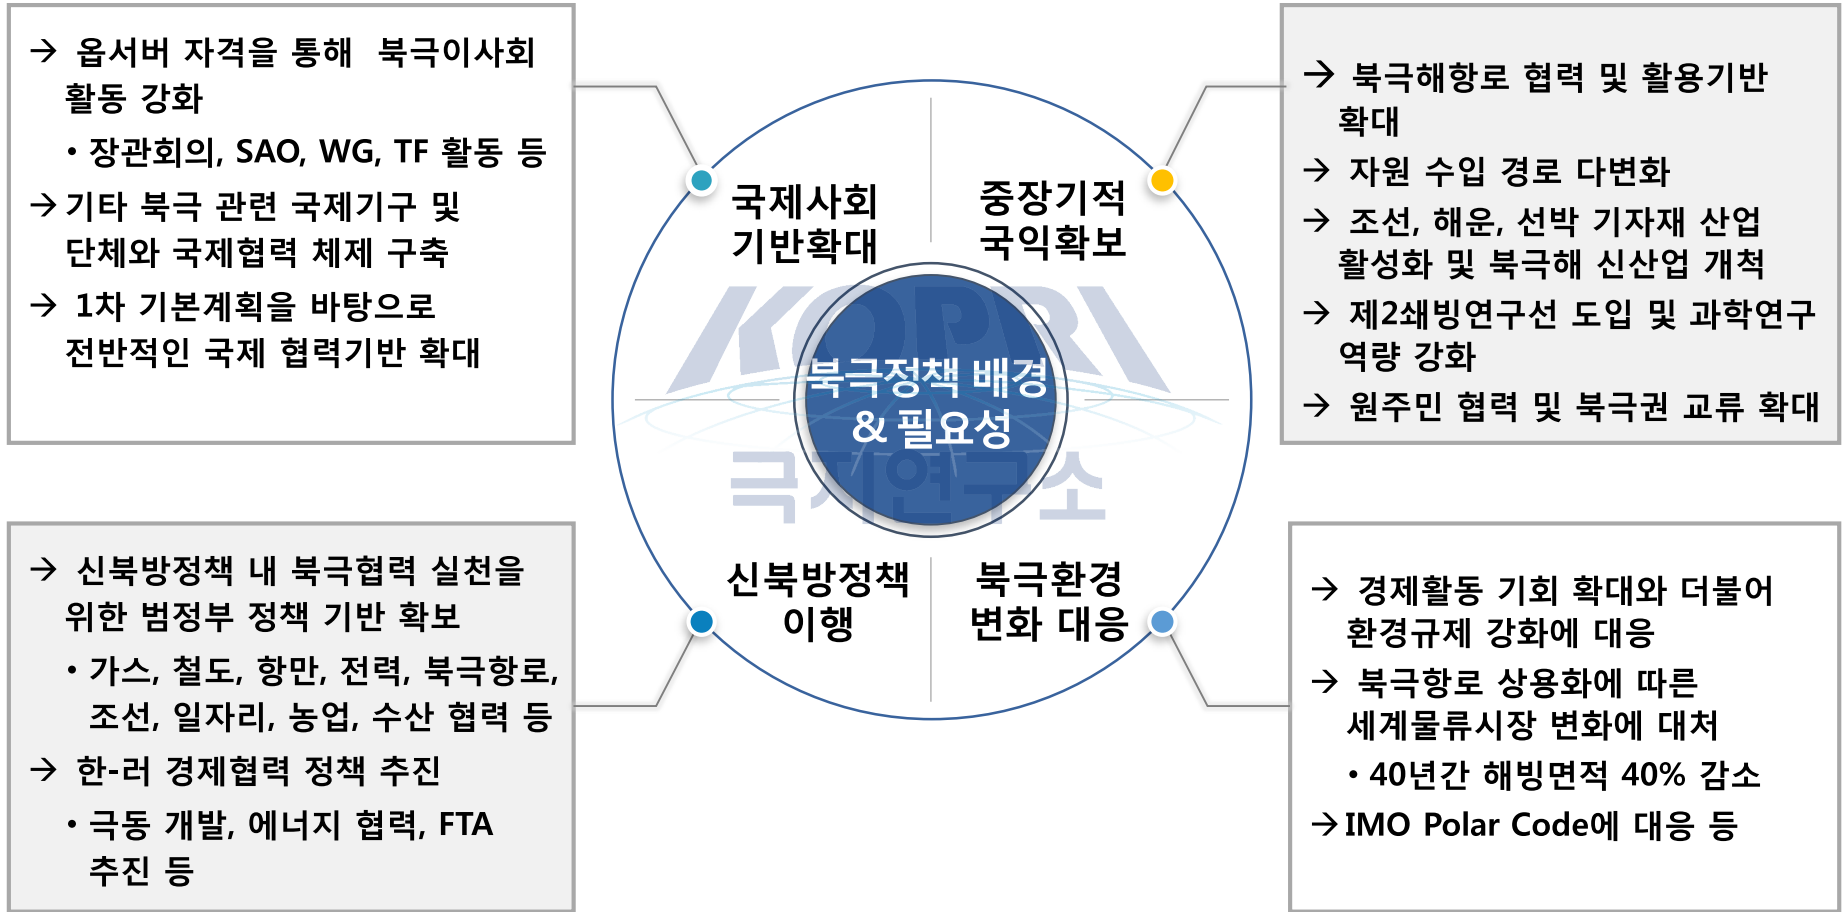 → 옵서버 자격을 통해 북극이사회
활동 강화
• 장관회의, SAO, WG, TF 활동 등
→ 기타 북극 관련 국제기구 및
단체와 국제협력 체제 구축
→ 1차 기본계획을 바탕으로
전반적인 국제 협력기반 확대
→ 북극해항로 협력 및 활용기반
확대
→ 자원 수입 경로 다변화
→ 조선, 해운, 선박 기자재 산업
활성화 및 북극해 신산업 개척
→ 제2쇄빙연구선 도입 및 과학연구
역량 강화
→ 원주민 협력 및 북극권 교류 확대
국제사회
기반확대
중장기적
국익확보
KOPRI
북극정책 배경
& 필요성
극지연구소
신북방정책
이행
북극환경
변화 대응
→ 신북방정책 내 북극협력 실천을
위한 범정부 정책 기반 확보
• 가스, 철도, 항만, 전력, 북극항로,
조선, 일자리, 농업, 수산 협력 등
→ 한-러 경제협력 정책 추진
• 극동 개발, 에너지 협력, FTA
추진 등
→ 경제활동 기회 확대와 더불어
환경규제 강화에 대응
→ 북극항로 상용화에 따른
세계물류시장 변화에 대처
• 40년간 해빙면적 40% 감소
→ IMO Polar Code에 대응 등